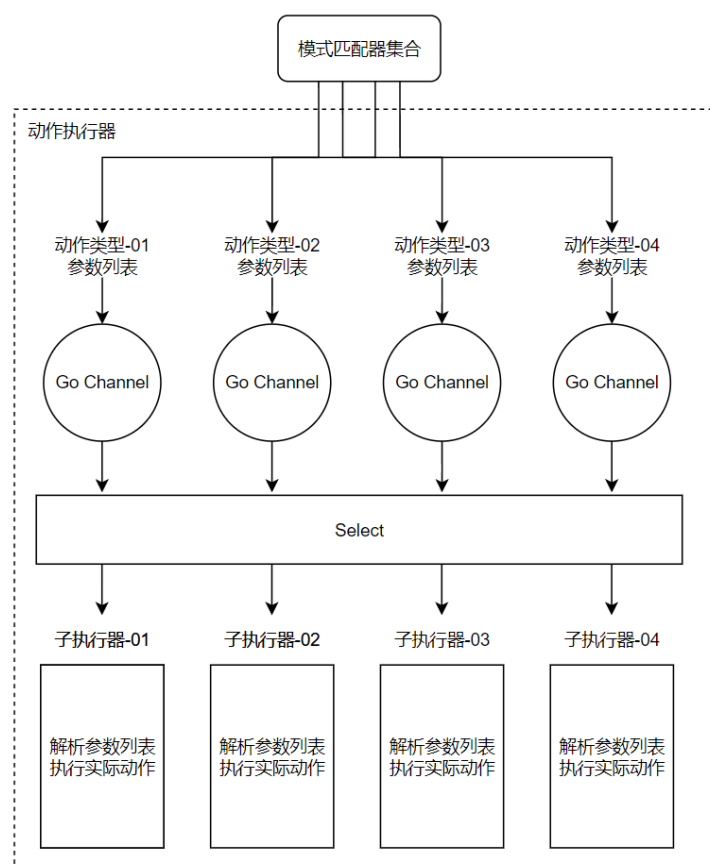 模式匹配器集合
动作执行器
动作类型-01
参数列表
动作类型-02
参数列表
动作类型-03
参数列表
动作类型-04
参数列表
Go Channel
Go Channel
Go Channel
Go Channel
Select
子执行器-01
子执行器-02
子执行器-03
子执行器-04
解析参数列表
执行实际动作
解析参数列表
执行实际动作
解析参数列表
执行实际动作
解析参数列表
执行实际动作